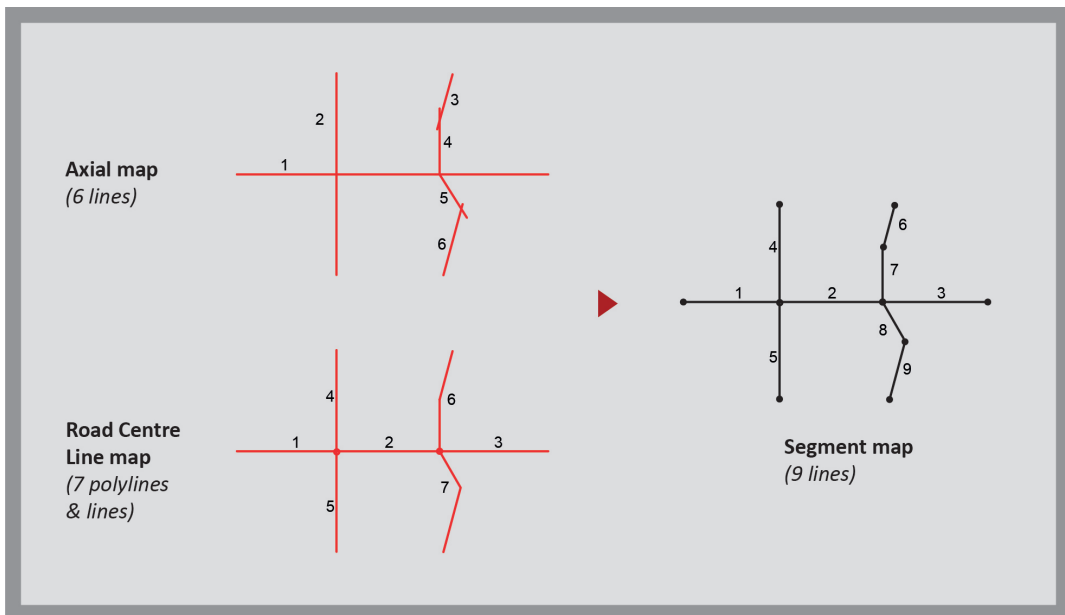 Axial map
(6 lines)
1
2
3
4
5
6
Road Centre
Line map
(7 polylines
& lines)
1
2
3
4
5
6
7
Segment map
(9 lines)
1
2
3
4
5
6
7
8
9